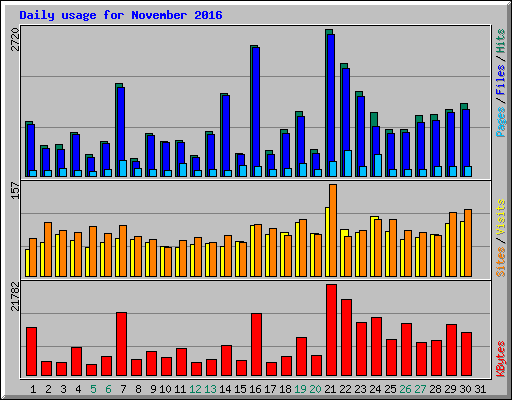 Daily usage for November 2016
2720
157
21782
Pages / Files / Hits
Sites / Visits
KBytes
1 2 3 4 5 6 7 8 9 10 11 12 13 14 15 16 17 18 19 20 21 22 23 24 25 26 27 28 29 30 31